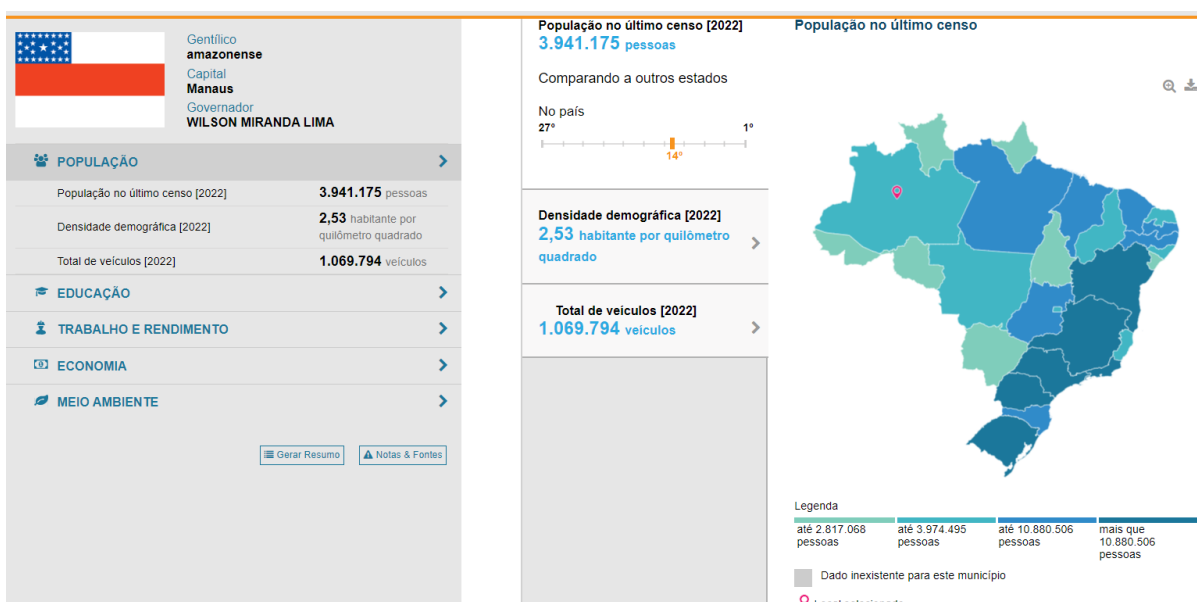 Gentílico
amazonense
Capital
Manaus
Governador
WILSON MIRANDA LIMA
POPULAÇÃO
População no último censo [2022]
3.941.175 pessoas
Densidade demográfica [2022]
2,53 habitante por
quilômetro quadrado
Total de veículos [2022]
1.069.794 veículos
EDUCAÇÃO
TRABALHO E RENDIMENTO
ECONOMIA
MEIO AMBIENTE
Gerar Resumo
Notas & Fontes
População no último censo [2022]
3.941.175 pessoas
Comparando a outros estados
No país
27º
1º
14º
Densidade demográfica [2022]
2,53 habitante por quilômetro
quadrado
Total de veículos [2022]
1.069.794 veículos
População no último censo
Legenda
até 2.817.068
pessoas
até 3.974.495
pessoas
até 10.880.506
pessoas
mais que
10.880.506
pessoas
Dado inexistente para este município
Local selecionado